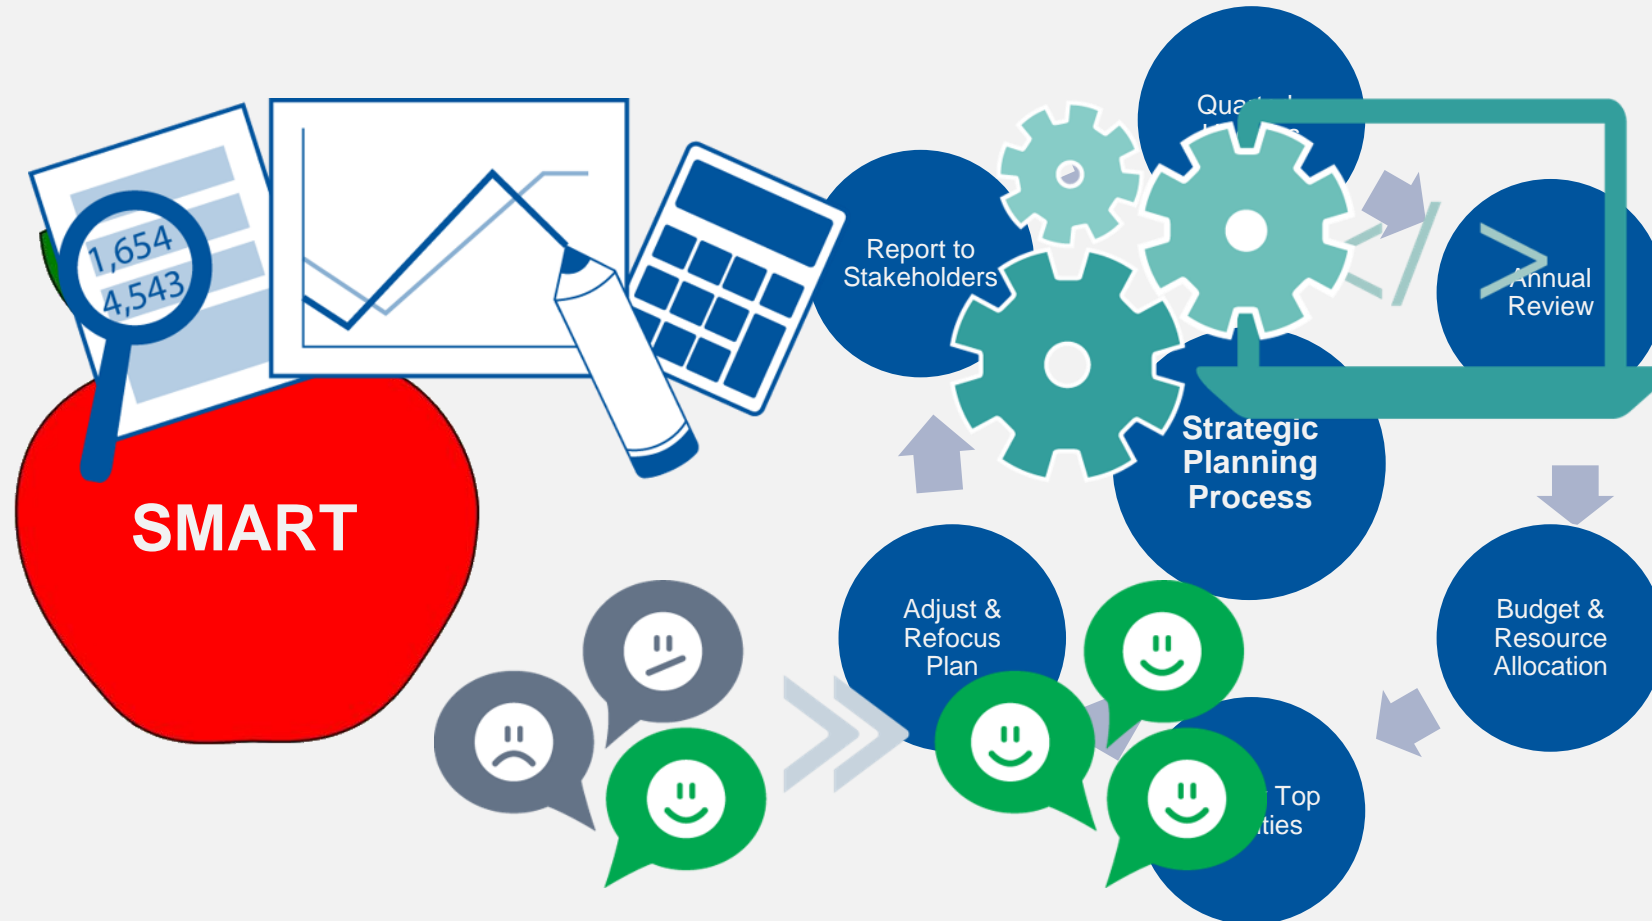 1,654
4,543
SMART
Report to
Stakeholders
</>
Annual
Review
Strategic
Planning
Process
Adjust &
Refocus
Plan
Budget &
Resource
Allocation
Top